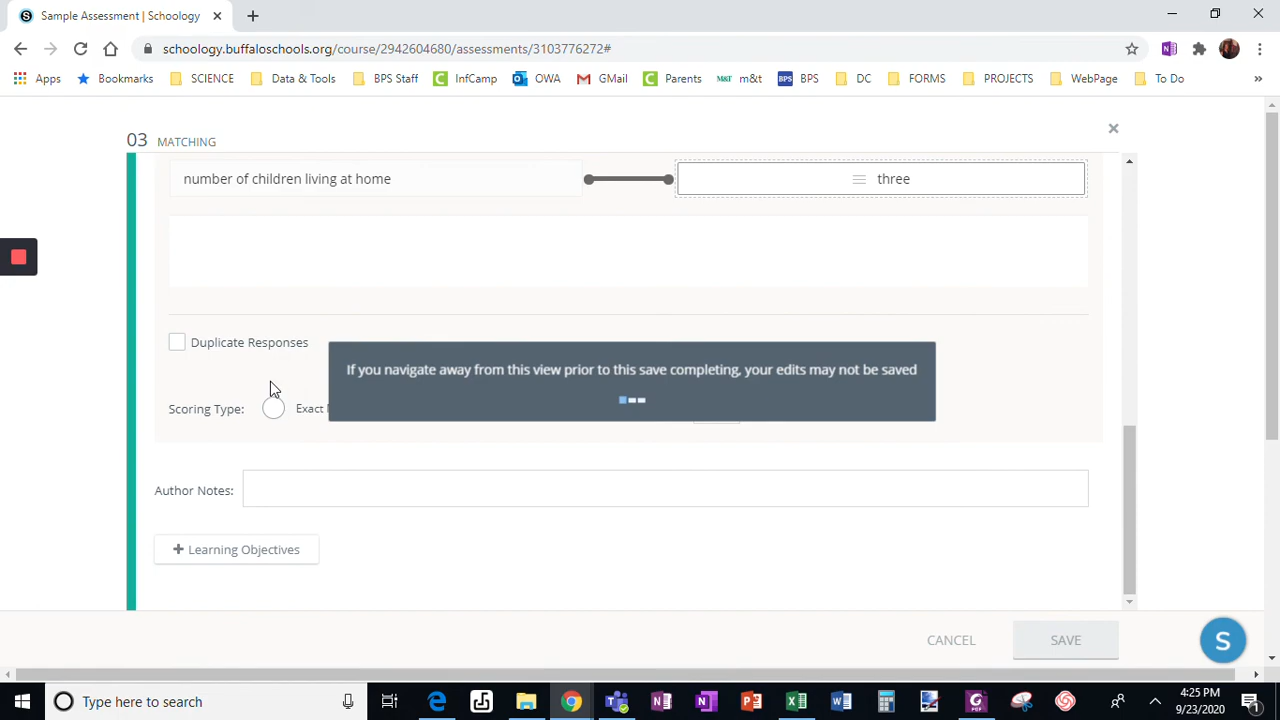 Sample Assessment | Schoology
schoology.buffaloschools.org/course/2942604680/assessments/3103776272#
Apps Bookmarks SCIENCE Data & Tools BPS Staff InfCamp OWA GMail Parents M&T m&t BPS BPS DC FORMS PROJECTS WebPage To Do »
03 MATCHING
number of children living at home three
Duplicate Responses
If you navigate away from this view prior to this save completing, your edits may not be saved
Scoring Type: Exact
Author Notes:
+ Learning Objectives
CANCEL SAVE S
Type here to search
4:25 PM
9/23/2020